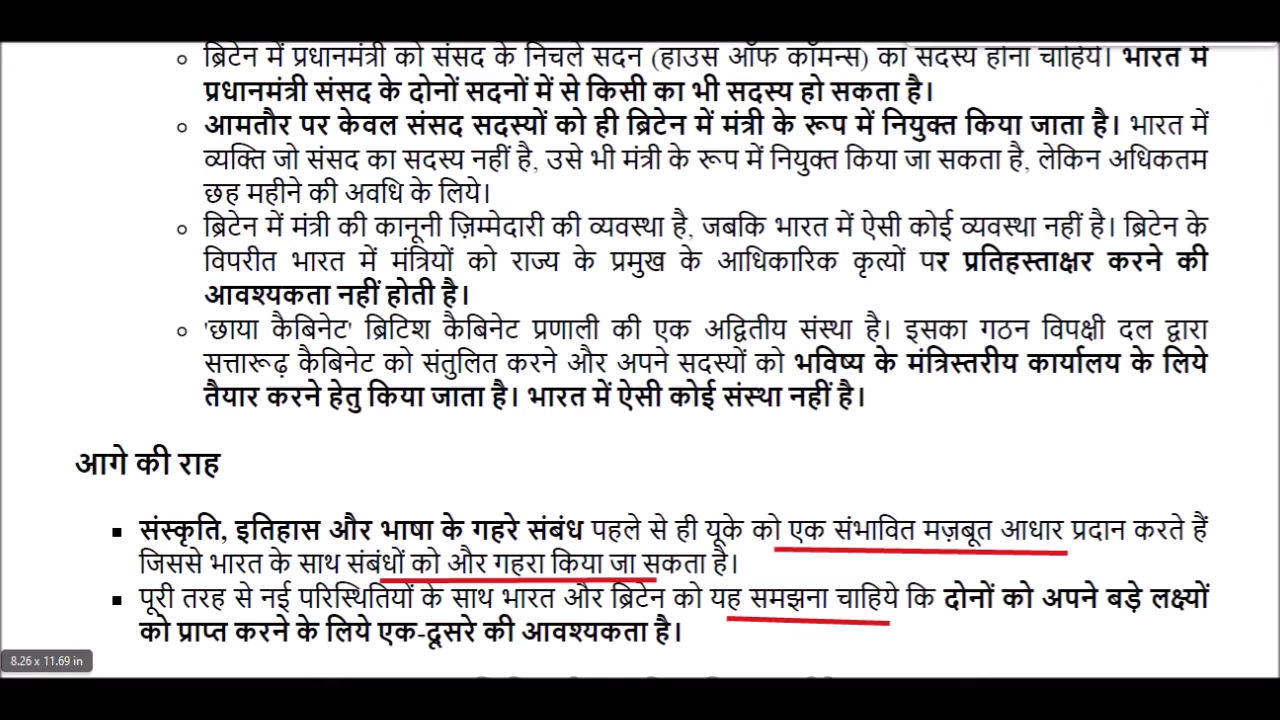 ब्रिटेन में प्रधानमंत्री को संसद के निचले सदन (हाउस ऑफ कॉमन्स) का सदस्य होना चाहिये। भारत में
प्रधानमंत्री संसद के दोनों सदनों में से किसी का भी सदस्य हो सकता है।
आमतौर पर केवल संसद सदस्यों को ही ब्रिटेन में मंत्री के रूप में नियुक्त किया जाता है। भारत में
व्यक्ति जो संसद का सदस्य नहीं है, उसे भी मंत्री के रूप में नियुक्त किया जा सकता है, लेकिन अधिकतम
छह महीने की अवधि के लिये।
ब्रिटेन में मंत्री की कानूनी ज़िम्मेदारी की व्यवस्था है, जबकि भारत में ऐसी कोई व्यवस्था नहीं है। ब्रिटेन के
विपरीत भारत में मंत्रियों को राज्य के प्रमुख के आधिकारिक कृत्यों पर प्रतिहस्ताक्षर करने की
आवश्यकता नहीं होती है।
'छाया कैबिनेट' ब्रिटिश कैबिनेट प्रणाली की एक अद्वितीय संस्था है। इसका गठन विपक्षी दल द्वारा
सत्तारूढ़ कैबिनेट को संतुलित करने और अपने सदस्यों को भविष्य के मंत्रिस्तरीय कार्यालय के लिये
तैयार करने हेतु किया जाता है। भारत में ऐसी कोई संस्था नहीं है।
आगे की राह
संस्कृति, इतिहास और भाषा के गहरे संबंध पहले से ही यूके को एक संभावित मज़बूत आधार प्रदान करते हैं
जिससे भारत के साथ संबंधों को और गहरा किया जा सकता है।
पूरी तरह से नई परिस्थितियों के साथ भारत और ब्रिटेन को यह समझना चाहिये कि दोनों को अपने बड़े लक्ष्यों
को प्राप्त करने के लिये एक-दूसरे की आवश्यकता है।
8.26 x 11.69 in